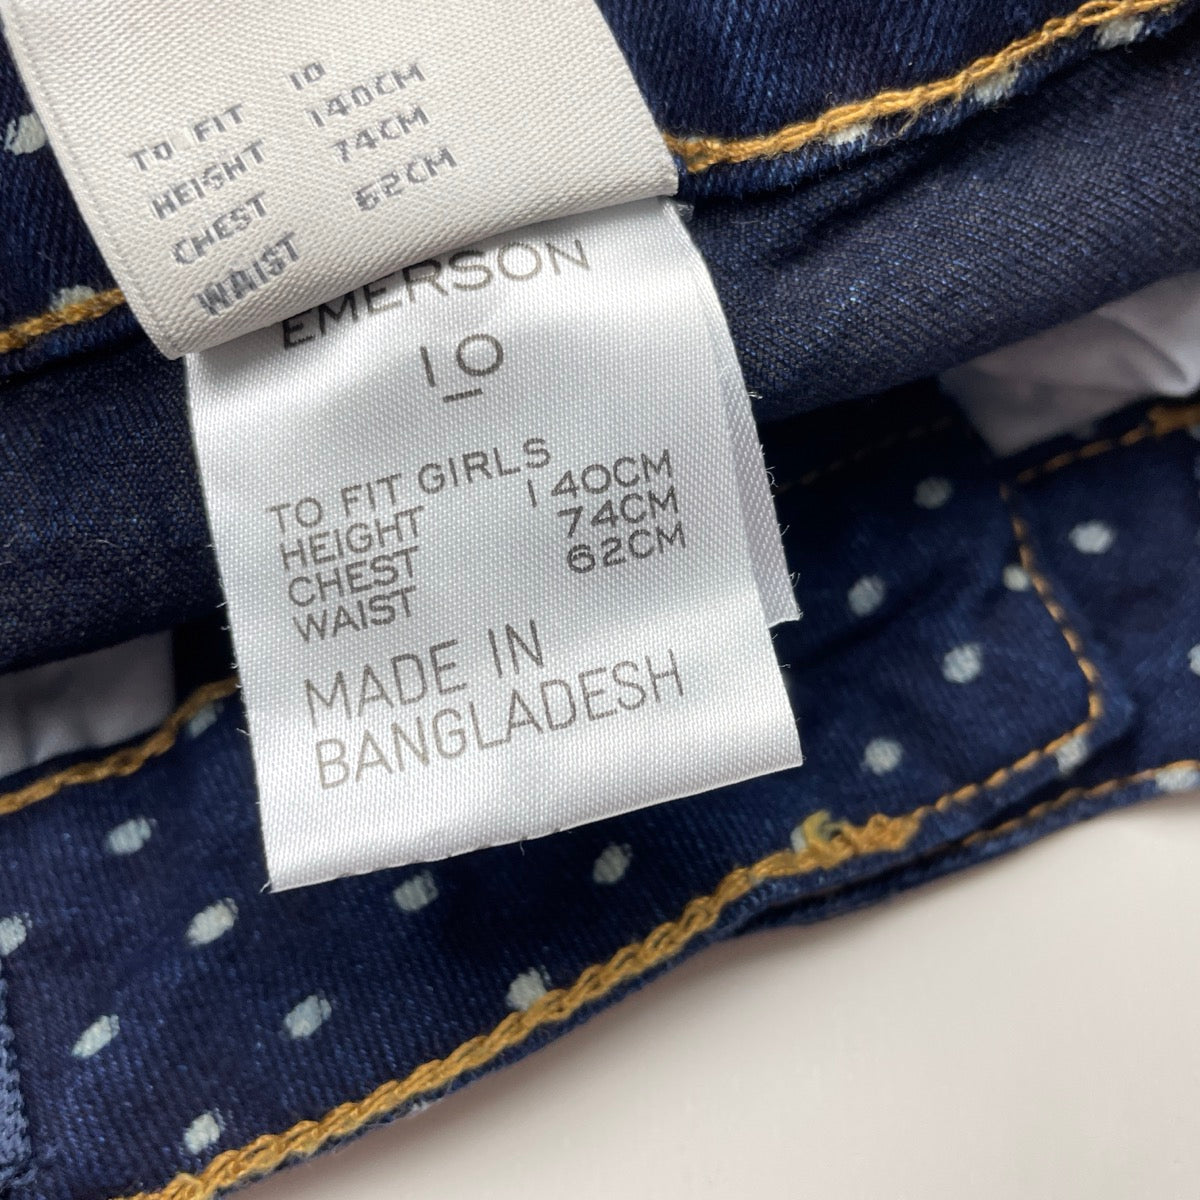 TO FIT 10
HEIGHT 140CM
CHEST 74CM
WAIST 62CM
EMERSON
10
TO FIT GIRLS
HEIGHT 140CM
CHEST 74CM
WAIST 62CM
MADE IN
BANGLADESH